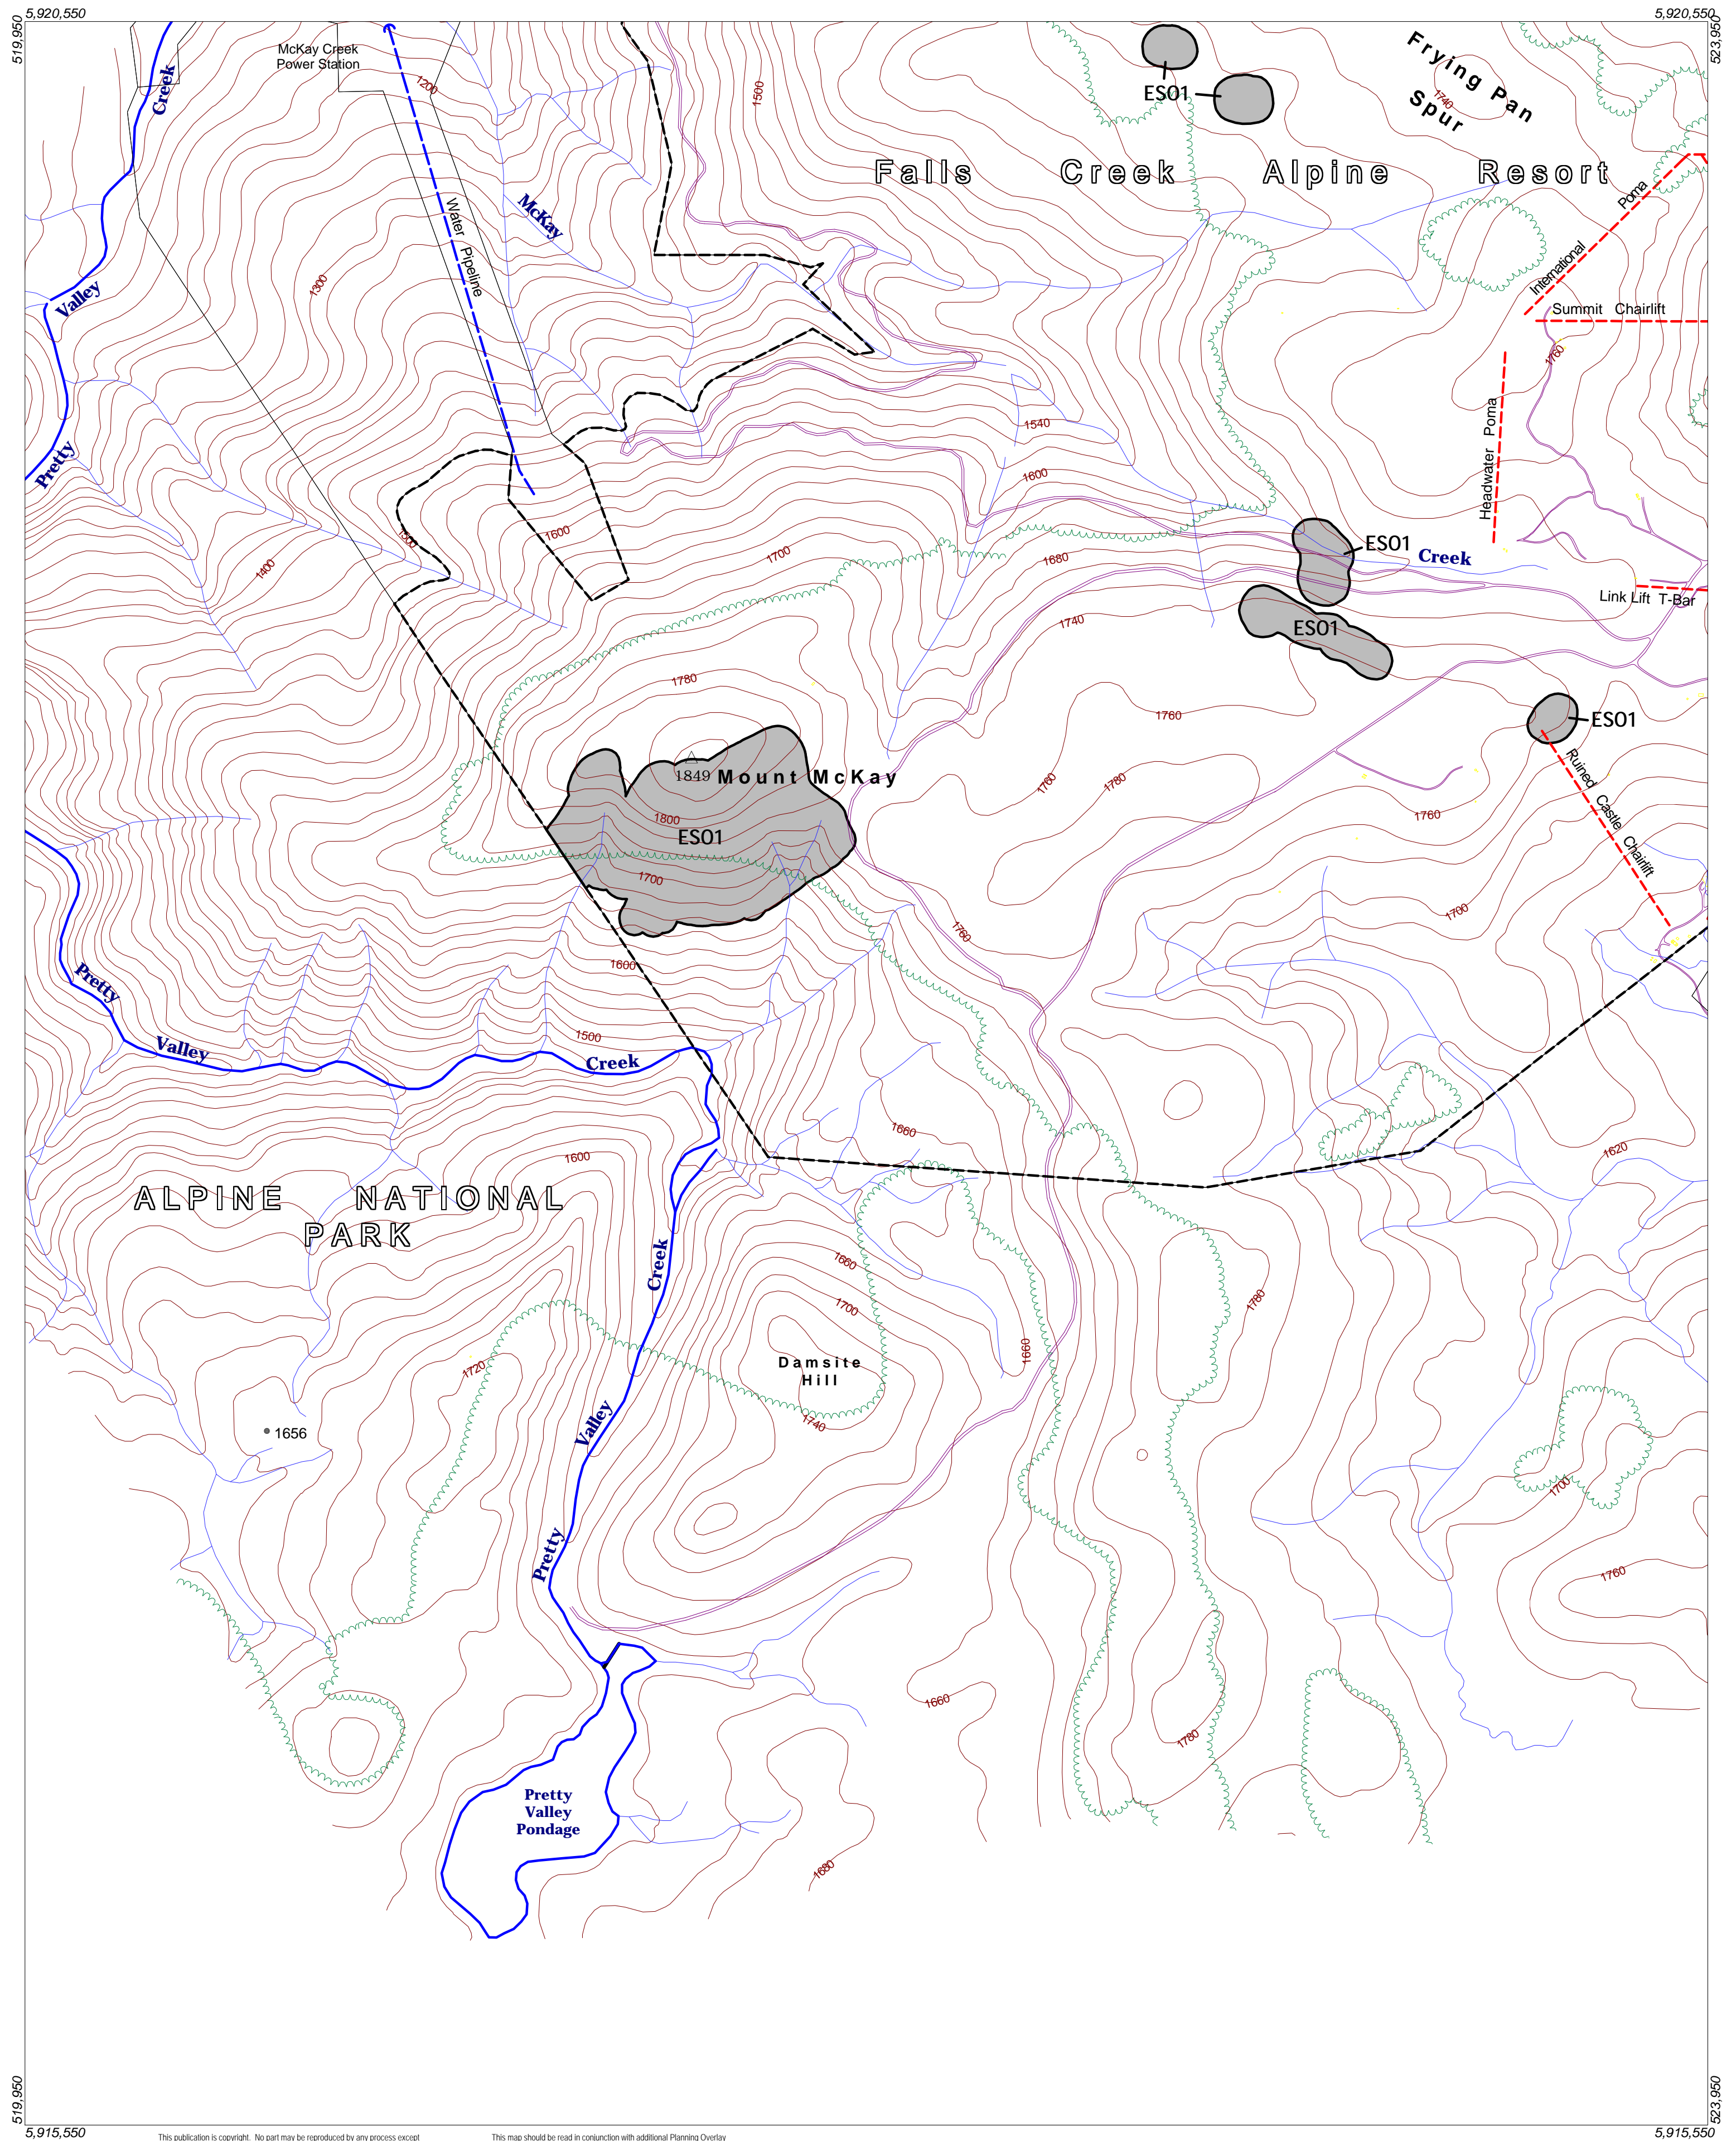 5,920,550
5,920,550
519,950
523,950
McKay Creek
Power Station
Creek
1200
1500
ESO1
Frying Pan
Spur
1740
Falls Creek Alpine Resort
Water Pipeline
McKay
Poma
International
Summit Chairlift
1760
Valley
1300
Headwater Poma
1540
Pretty
1600
1500
1600
1700
1680
ESO1
Creek
1400
Link Lift T-Bar
1740
ESO1
1780
1760
ESO1
1849 Mount McKay
1760
1780
Ruined Castle Chairlift
1800
ESO1
1760
1700
1700
1760
1600
Pretty
Valley
1500
Creek
1660
1620
1600
ALPINE NATIONAL
PARK
Creek
1660
1700
1780
1660
1720
Damsite
Hill
1740
Valley
1656
1700
Pretty
1760
1660
1780
Pretty
Valley
Pondage
1680
519,950
523,950
5,915,550
5,915,550
This publication is copyright. No part may be reproduced by any process except
This map should be read in conjunction with additional Planning Overlay